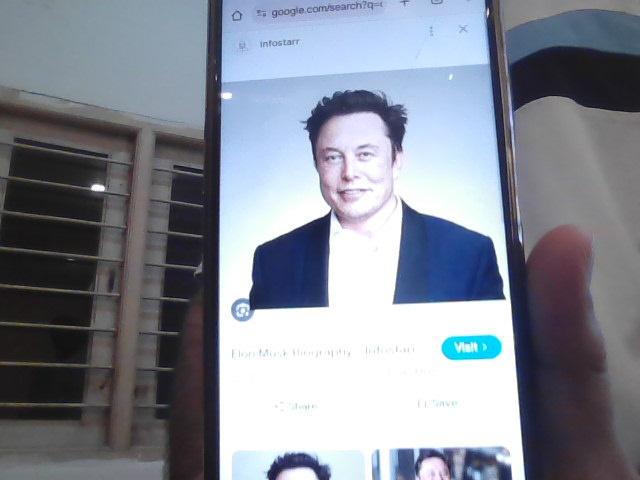 google.com/search?q=
infostarr
Elon Musk Biography - Infostarr
Visit >
Share
Save